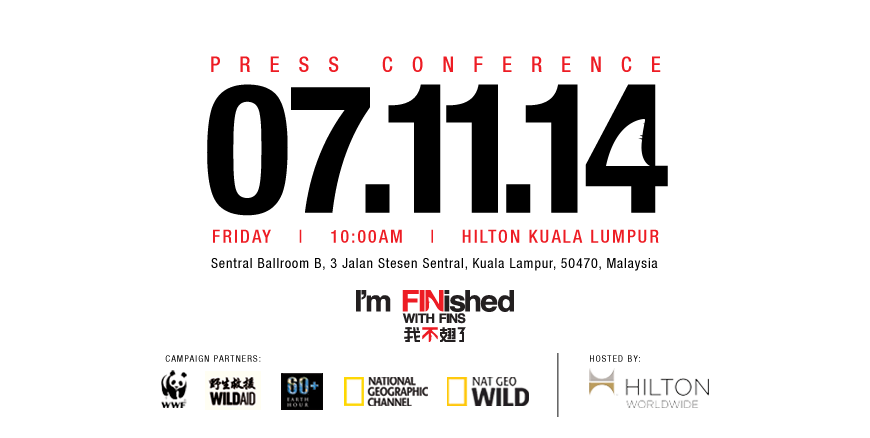 PRESS CONFERENCE
07.11.14
FRIDAY | 10:00AM | HILTON KUALA LUMPUR
Sentral Ballroom B, 3 Jalan Stesen Sentral, Kuala Lampur, 50470, Malaysia
I'm FINished
WITH FINS
我不翅了
CAMPAIGN PARTNERS:
WWF
野生救援
WILDAID
60+
EARTH HOUR
NATIONAL
GEOGRAPHIC
CHANNEL
NAT GEO
WILD
HOSTED BY:
HILTON
WORLDWIDE